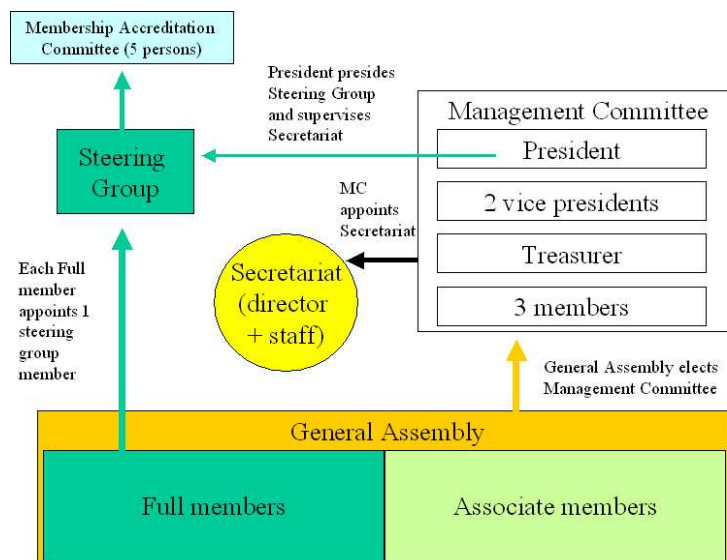 Membership Accreditation
Committee (5 persons)
President presides
Steering Group
and supervises
Secretariat
Management Committee
President
2 vice presidents
Treasurer
3 members
Steering
Group
MC
appoints
Secretariat
Secretariat
(director
+ staff)
Each Full
member
appoints 1
steering
group
member
General Assembly elects
Management Committee
General Assembly
Full members
Associate members